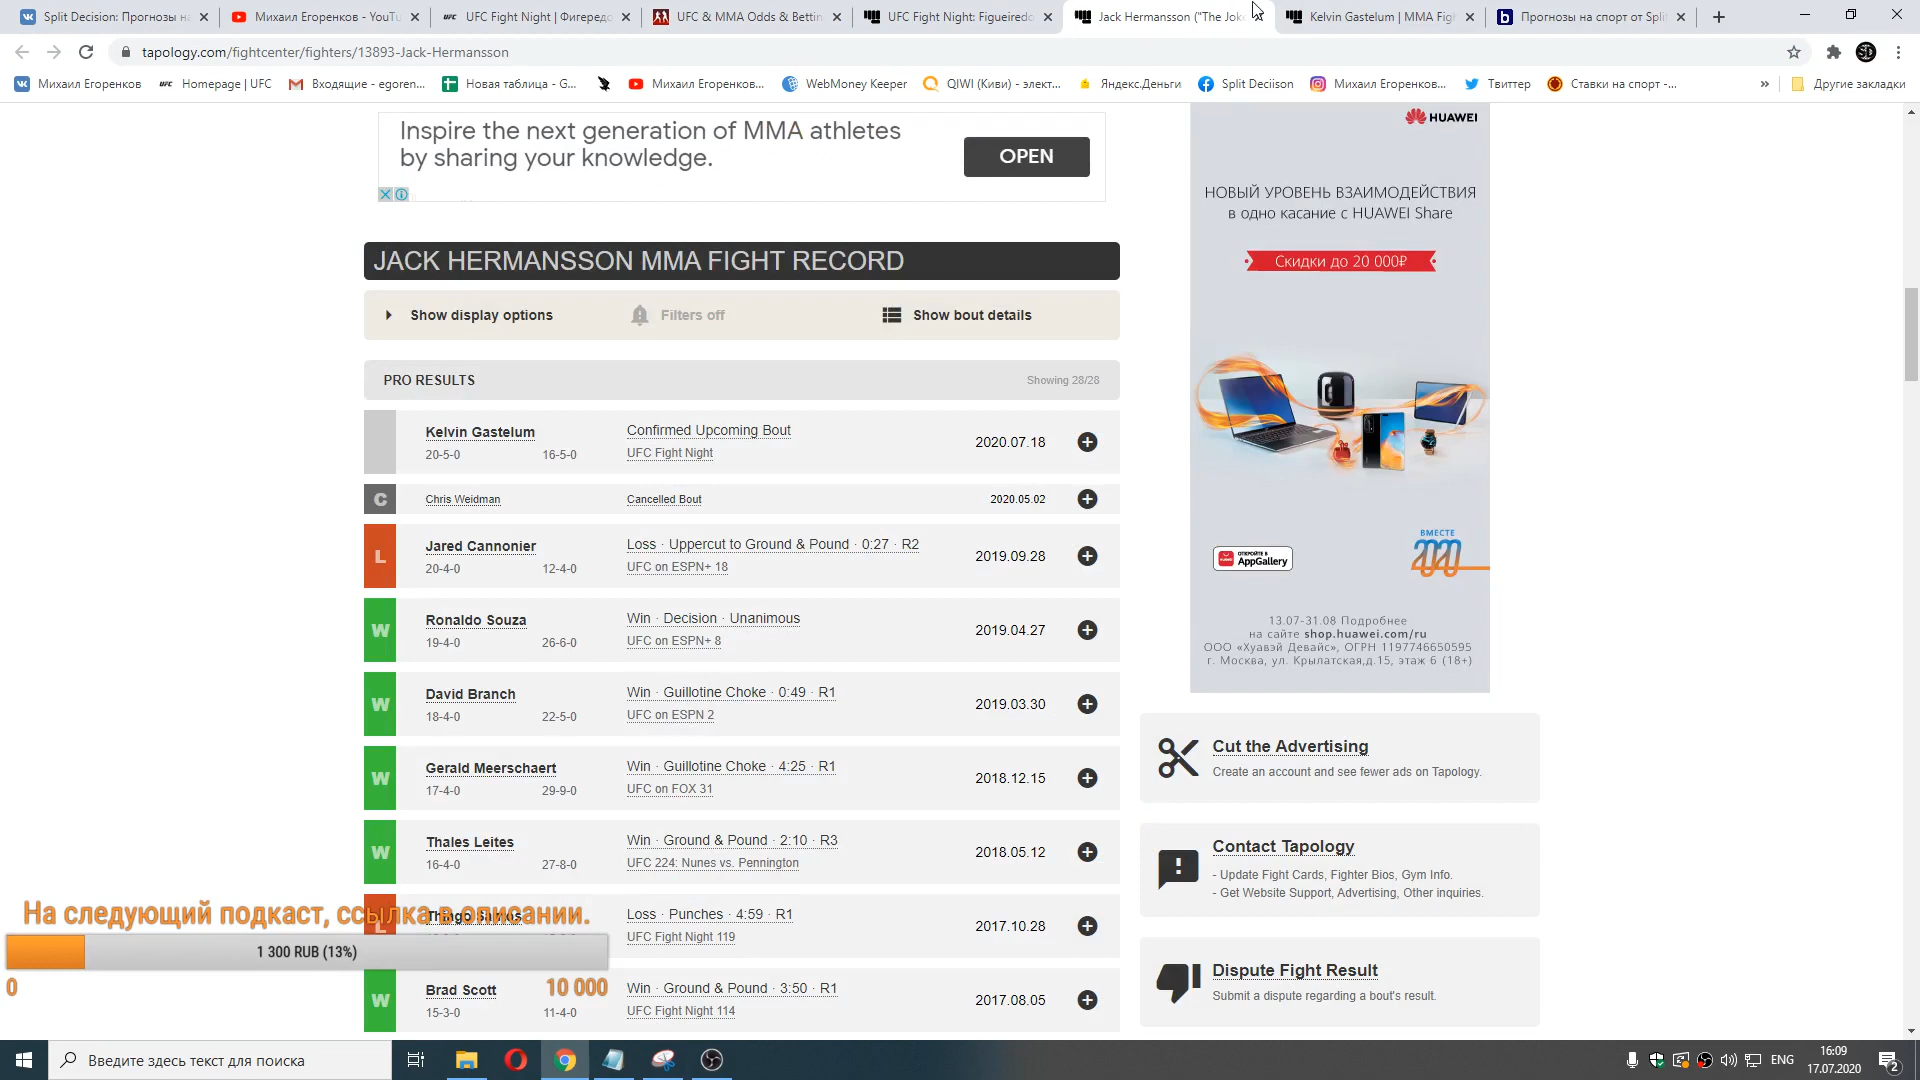 Split Decision: Прогнозы на
Михаил Егоренков - YouTu
UFC Fight Night | Фигередо
UFC & MMA Odds & Bettin
UFC Fight Night: Figueiredo
Jack Hermansson ("The Jok
Kelvin Gastelum | MMA Figh
Прогнозы на спорт от Split
tapology.com/fightcenter/fighters/13893-Jack-Hermansson
Михаил Егоренков
Homepage | UFC
Входящие - egoren...
Новая таблица - G...
Михаил Егоренков...
WebMoney Keeper
QIWI (Киви) - элект...
Яндекс.Деньги
Split Deciison
Михаил Егоренков...
Твиттер
Ставки на спорт -...
»
Другие закладки
Inspire the next generation of MMA athletes
by sharing your knowledge.
OPEN
JACK HERMANSSON MMA FIGHT RECORD
Show display options
Filters off
Show bout details
PRO RESULTS
Showing 28/28
Kelvin Gastelum
Confirmed Upcoming Bout
2020.07.18
20-5-0
16-5-0
UFC Fight Night
C
Chris Weidman
Cancelled Bout
2020.05.02
L
Jared Cannonier
Loss · Uppercut to Ground & Pound · 0:27 · R2
2019.09.28
20-4-0
12-4-0
UFC on ESPN+ 18
W
Ronaldo Souza
Win · Decision · Unanimous
2019.04.27
19-4-0
26-6-0
UFC on ESPN+ 8
W
David Branch
Win · Guillotine Choke · 0:49 · R1
2019.03.30
18-4-0
22-5-0
UFC on ESPN 2
W
Gerald Meerschaert
Win · Guillotine Choke · 4:25 · R1
2018.12.15
17-4-0
29-9-0
UFC on FOX 31
W
Thales Leites
Win · Ground & Pound · 2:10 · R3
2018.05.12
16-4-0
27-8-0
UFC 224: Nunes vs. Pennington
L
Thiago Santos
Loss · Punches · 4:59 · R1
2017.10.28
UFC Fight Night 119
W
Brad Scott
Win · Ground & Pound · 3:50 · R1
2017.08.05
15-3-0
11-4-0
UFC Fight Night 114
На следующий подкаст, ссылка в описании.
1 300 RUB (13%)
0
10 000
HUAWEI
НОВЫЙ УРОВЕНЬ ВЗАИМОДЕЙСТВИЯ
в одно касание с HUAWEI Share
Скидки до 20 000₽
ОТКРОЙТЕ В
AppGallery
ВМЕСТЕ
2020
13.07-31.08 Подробнее
на сайте shop.huawei.com/ru
ООО «Хуавэй Девайс», ОГРН 1197746650595
г. Москва, ул. Крылатская,д.15, этаж 6 (18+)
Cut the Advertising
Create an account and see fewer ads on Tapology.
Contact Tapology
- Update Fight Cards, Fighter Bios, Gym Info.
- Get Website Support, Advertising, Other inquiries.
Dispute Fight Result
Submit a dispute regarding a bout's result.
Введите здесь текст для поиска
ENG
16:09
17.07.2020
2